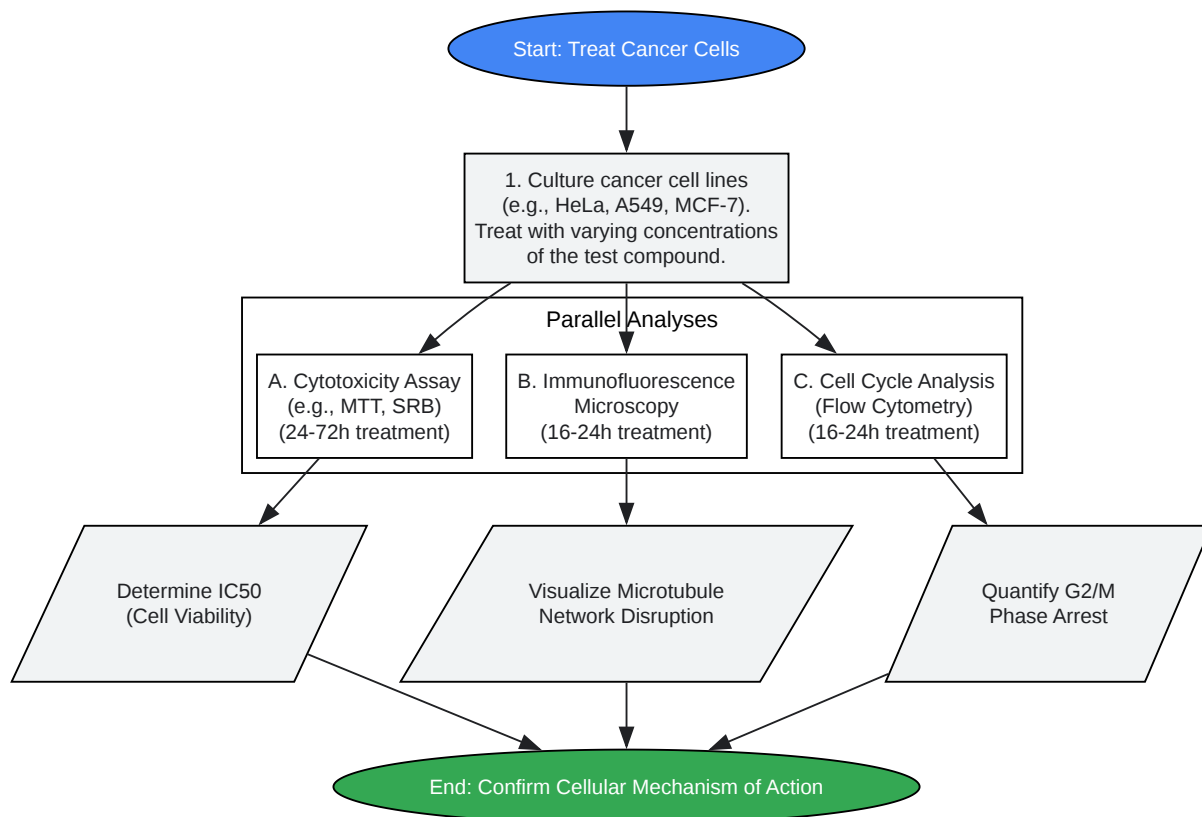 Start: Treat Cancer Cells
1. Culture cancer cell lines
(e.g., HeLa, A549, MCF-7).
Treat with varying concentrations
of the test compound.
Parallel Analyses
A. Cytotoxicity Assay
(e.g., MTT, SRB)
(24-72h treatment)
B. Immunofluorescence
Microscopy
(16-24h treatment)
C. Cell Cycle Analysis
(Flow Cytometry)
(16-24h treatment)
Determine IC50
(Cell Viability)
Visualize Microtubule
Network Disruption
Quantify G2/M
Phase Arrest
End: Confirm Cellular Mechanism of Action